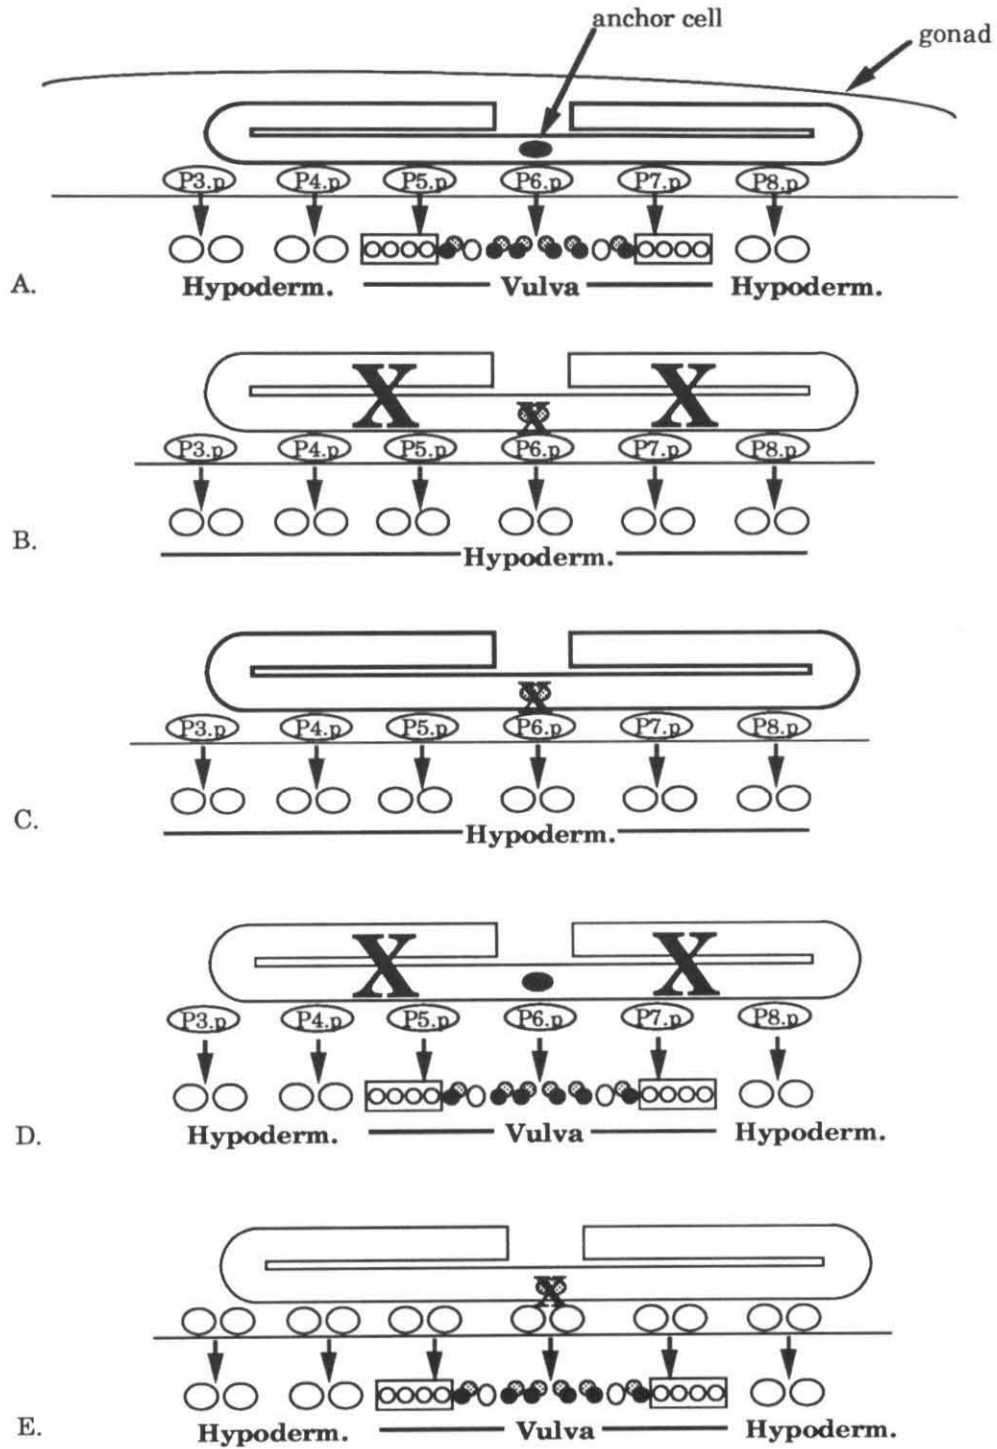 anchor cell
gonad
P3.p P4.p P5.p P6.p P7.p P8.p
A.
Hypoderm. Vulva Hypoderm.
X X
X
P3.p P4.p P5.p P6.p P7.p P8.p
B.
Hypoderm.
X
P3.p P4.p P5.p P6.p P7.p P8.p
C.
Hypoderm.
X X
P3.p P4.p P5.p P6.p P7.p P8.p
D.
Hypoderm. Vulva Hypoderm.
X
E.
Hypoderm. Vulva Hypoderm.